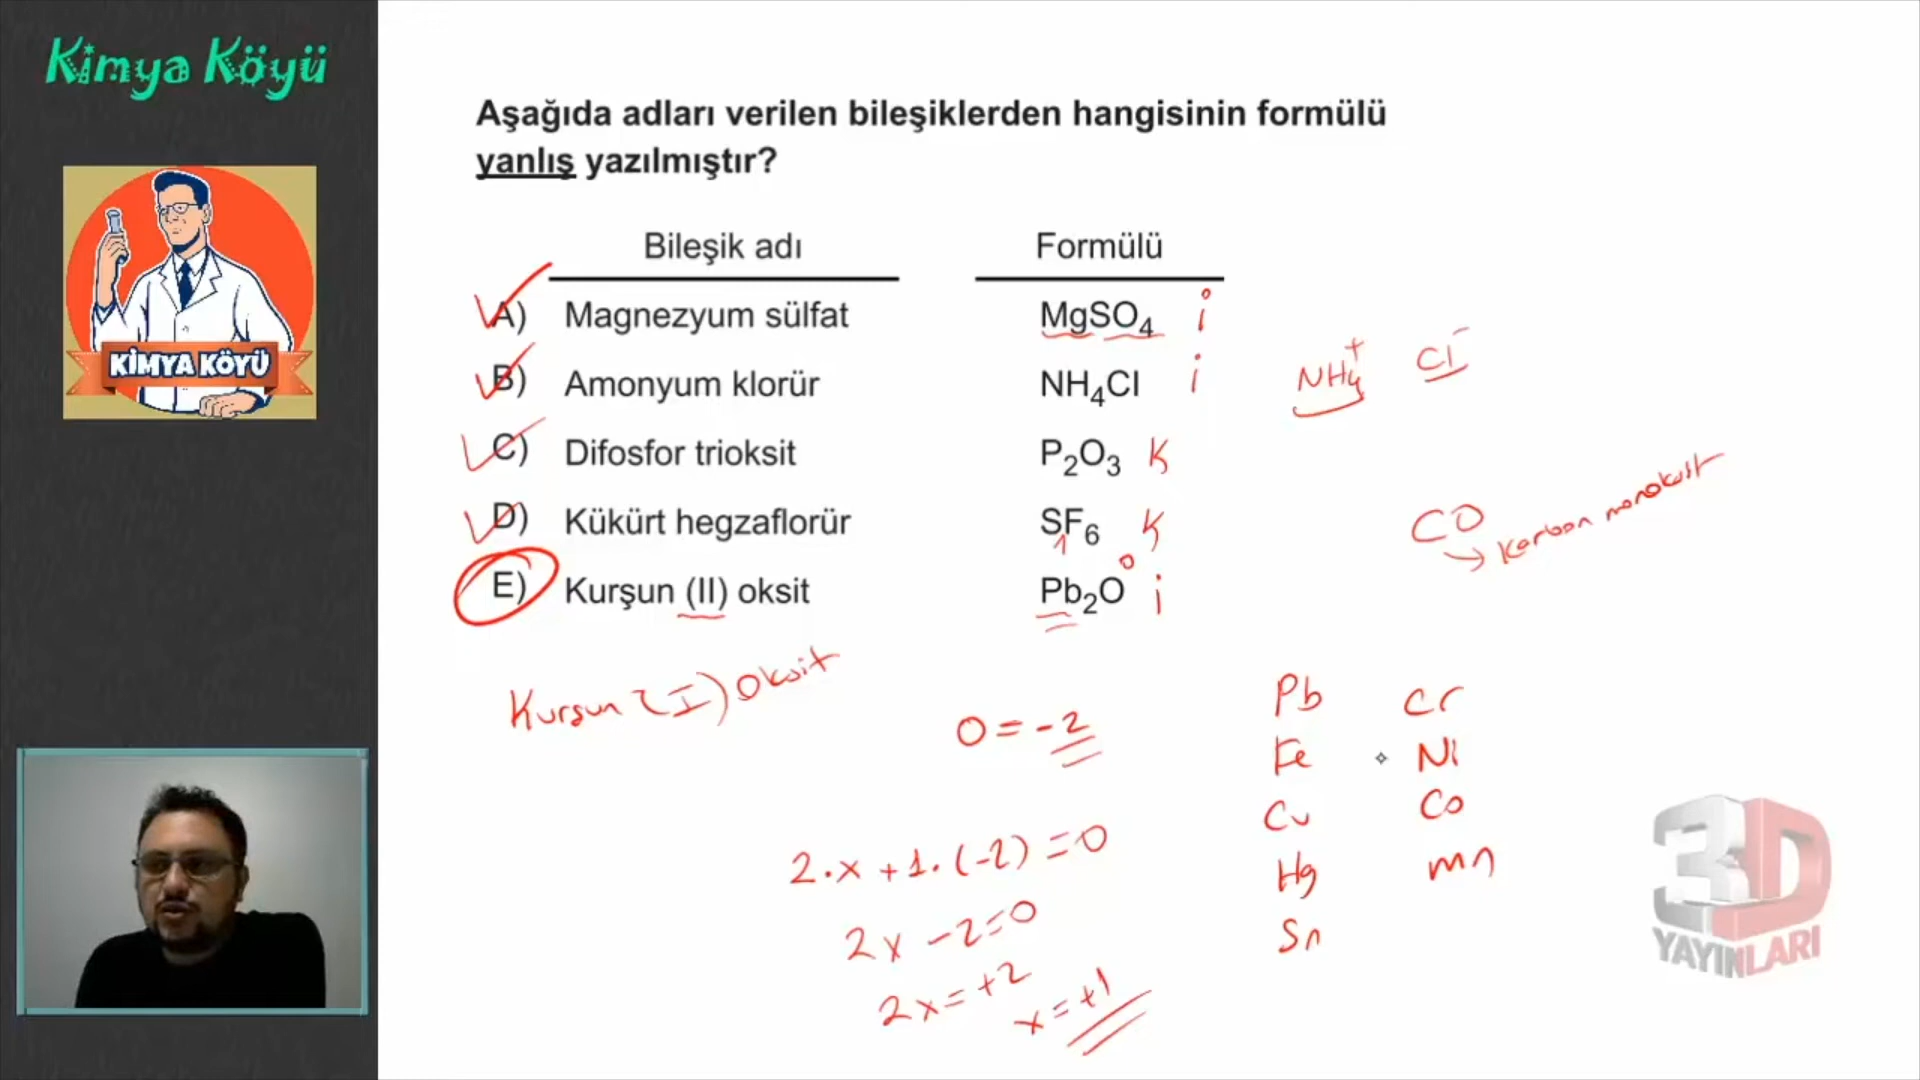 Kimya Köyü
KİMYA KÖYÜ
Aşağıda adları verilen bileşiklerden hangisinin formülü
yanlış yazılmıştır?
Bileşik adı Formülü
A) Magnezyum sülfat MgSO₄ i
B) Amonyum klorür NH₄Cl i
NH₄⁺ Cl⁻
C) Difosfor trioksit P₂O₃ K
D) Kükürt hegzaflorür SF₆ K
1
CO
→ karbon monoksit
E) Kurşun (II) oksit Pb₂O i
0
Kurşun (I) Oksit
O = -2
2.x + 1.(-2) = 0
2x - 2 = 0
2x = +2
x = +1
Pb Cr
Fe Ni
Cu Co
Hg Mn
Sn
3D
YAYINLARI